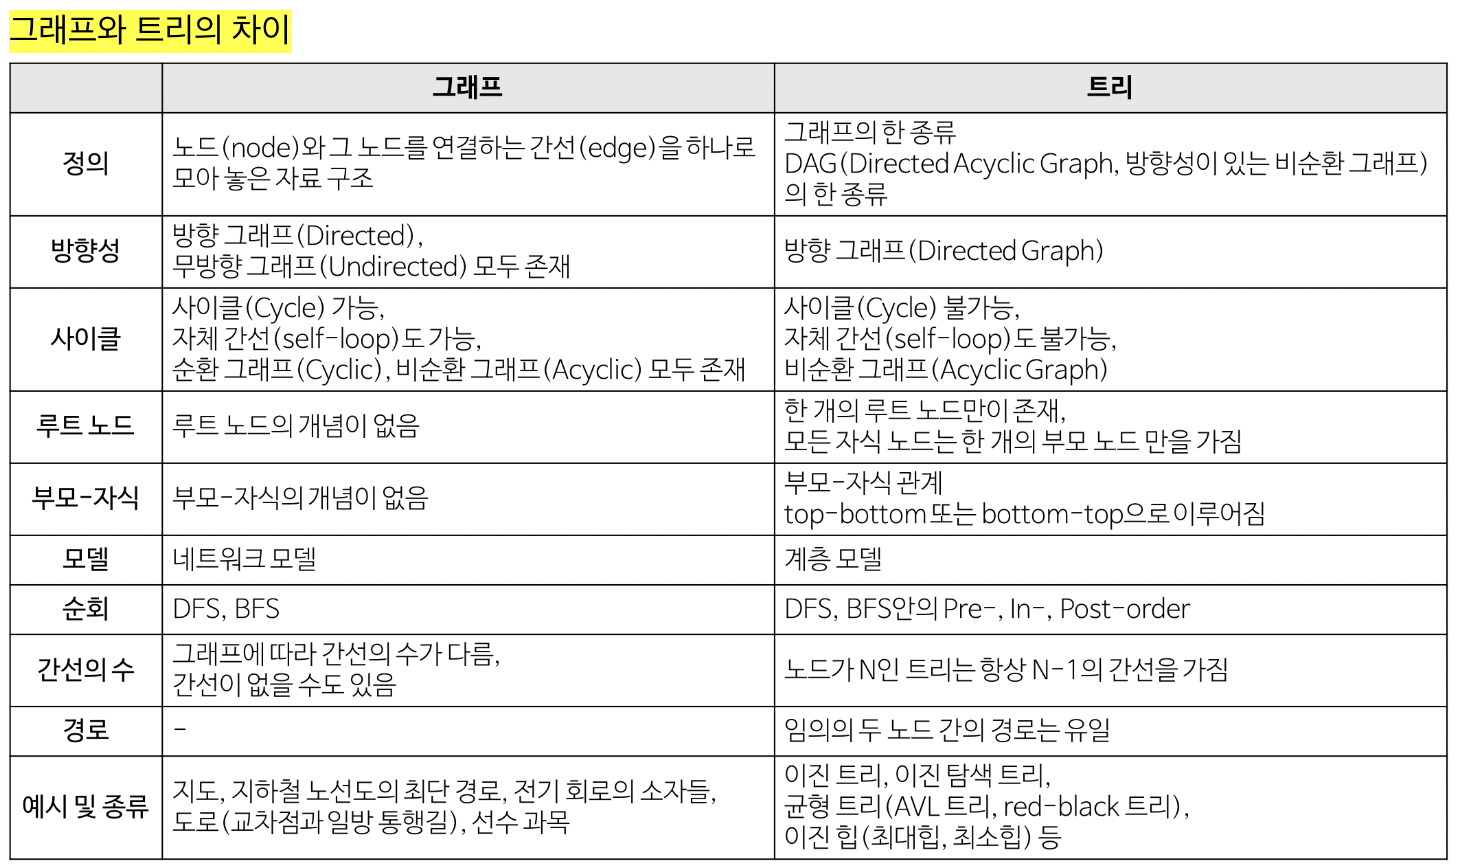 그래프와 트리의 차이
그래프
트리
정의
노드(node)와 그 노드를 연결하는 간선(edge)을 하나로
모아 놓은 자료 구조
그래프의 한 종류
DAG(Directed Acyclic Graph, 방향성이 있는 비순환 그래프)
의 한 종류
방향성
방향 그래프(Directed),
무방향 그래프(Undirected) 모두 존재
방향 그래프(Directed Graph)
사이클
사이클(Cycle) 가능,
자체 간선(self-loop)도 가능,
순환 그래프(Cyclic), 비순환 그래프(Acyclic) 모두 존재
사이클(Cycle) 불가능,
자체 간선(self-loop)도 불가능,
비순환 그래프(Acyclic Graph)
루트 노드
루트 노드의 개념이 없음
한 개의 루트 노드만이 존재,
모든 자식 노드는 한 개의 부모 노드 만을 가짐
부모-자식
부모-자식의 개념이 없음
부모-자식 관계
top-bottom 또는 bottom-top으로 이루어짐
모델
네트워크 모델
계층 모델
순회
DFS, BFS
DFS, BFS안의 Pre-, In-, Post-order
간선의 수
그래프에 따라 간선의 수가 다름,
간선이 없을 수도 있음
노드가 N인 트리는 항상 N-1의 간선을 가짐
경로
-
임의의 두 노드 간의 경로는 유일
예시 및 종류
지도, 지하철 노선도의 최단 경로, 전기 회로의 소자들,
도로(교차점과 일방 통행길), 선수 과목
이진 트리, 이진 탐색 트리,
균형 트리(AVL 트리, red-black 트리),
이진 힙(최대힙, 최소힙) 등